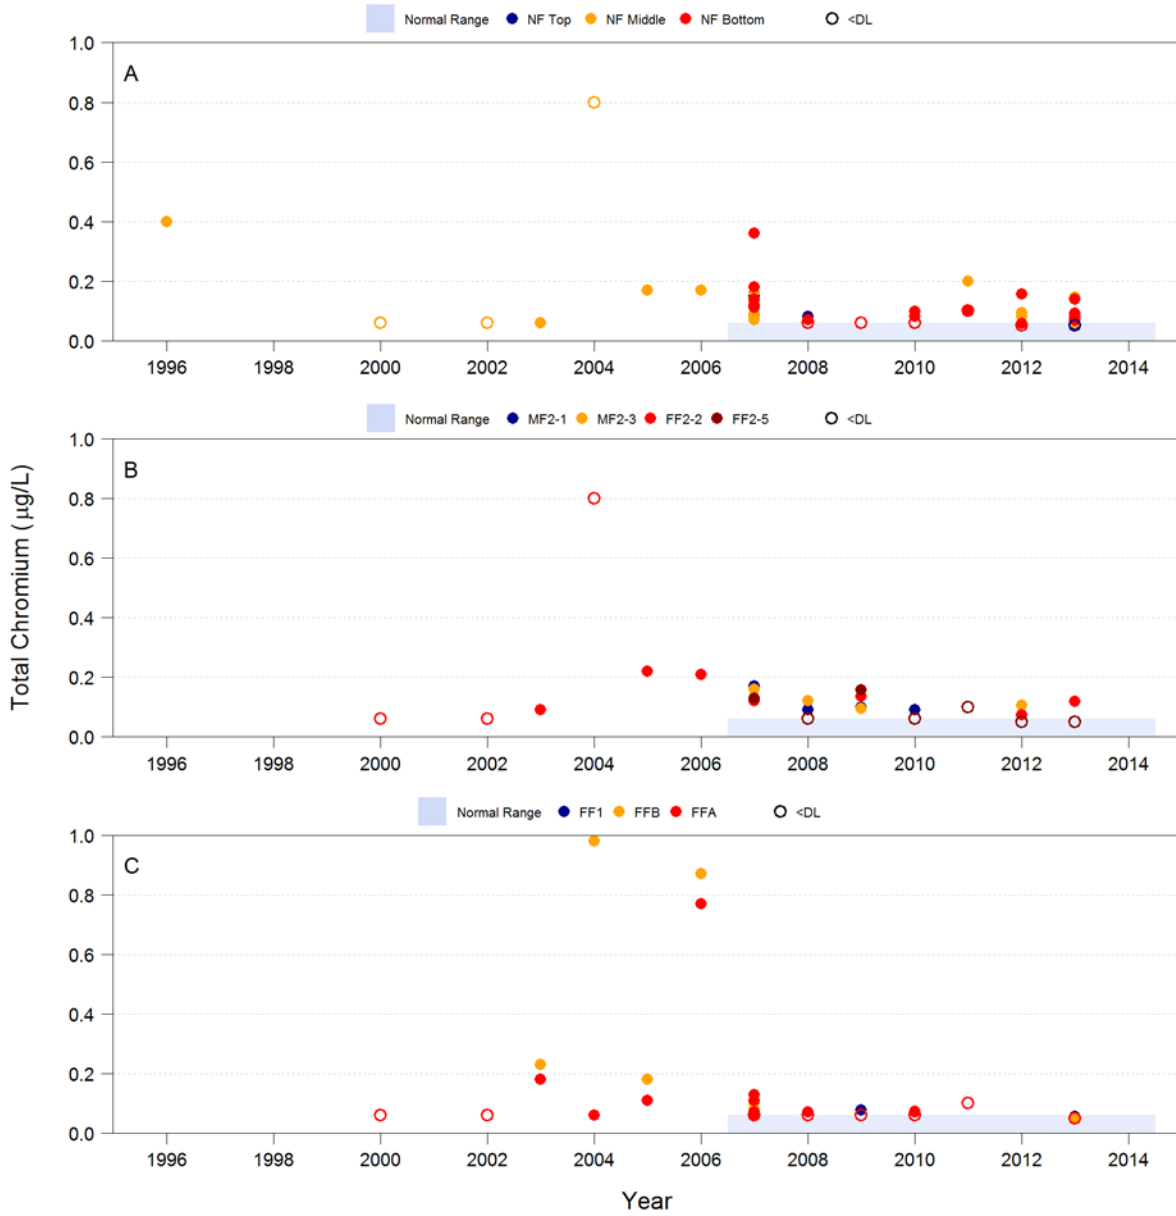 Normal Range NF Top NF Middle NF Bottom <DL
A
1.0
0.8
0.6
0.4
0.2
0.0
1996 1998 2000 2002 2004 2006 2008 2010 2012 2014
Normal Range MF2-1 MF2-3 FF2-2 FF2-5 <DL
B
1.0
0.8
0.6
0.4
0.2
0.0
1996 1998 2000 2002 2004 2006 2008 2010 2012 2014
Total Chromium ( µg/L)
Normal Range FF1 FFB FFA <DL
C
1.0
0.8
0.6
0.4
0.2
0.0
1996 1998 2000 2002 2004 2006 2008 2010 2012 2014
Year